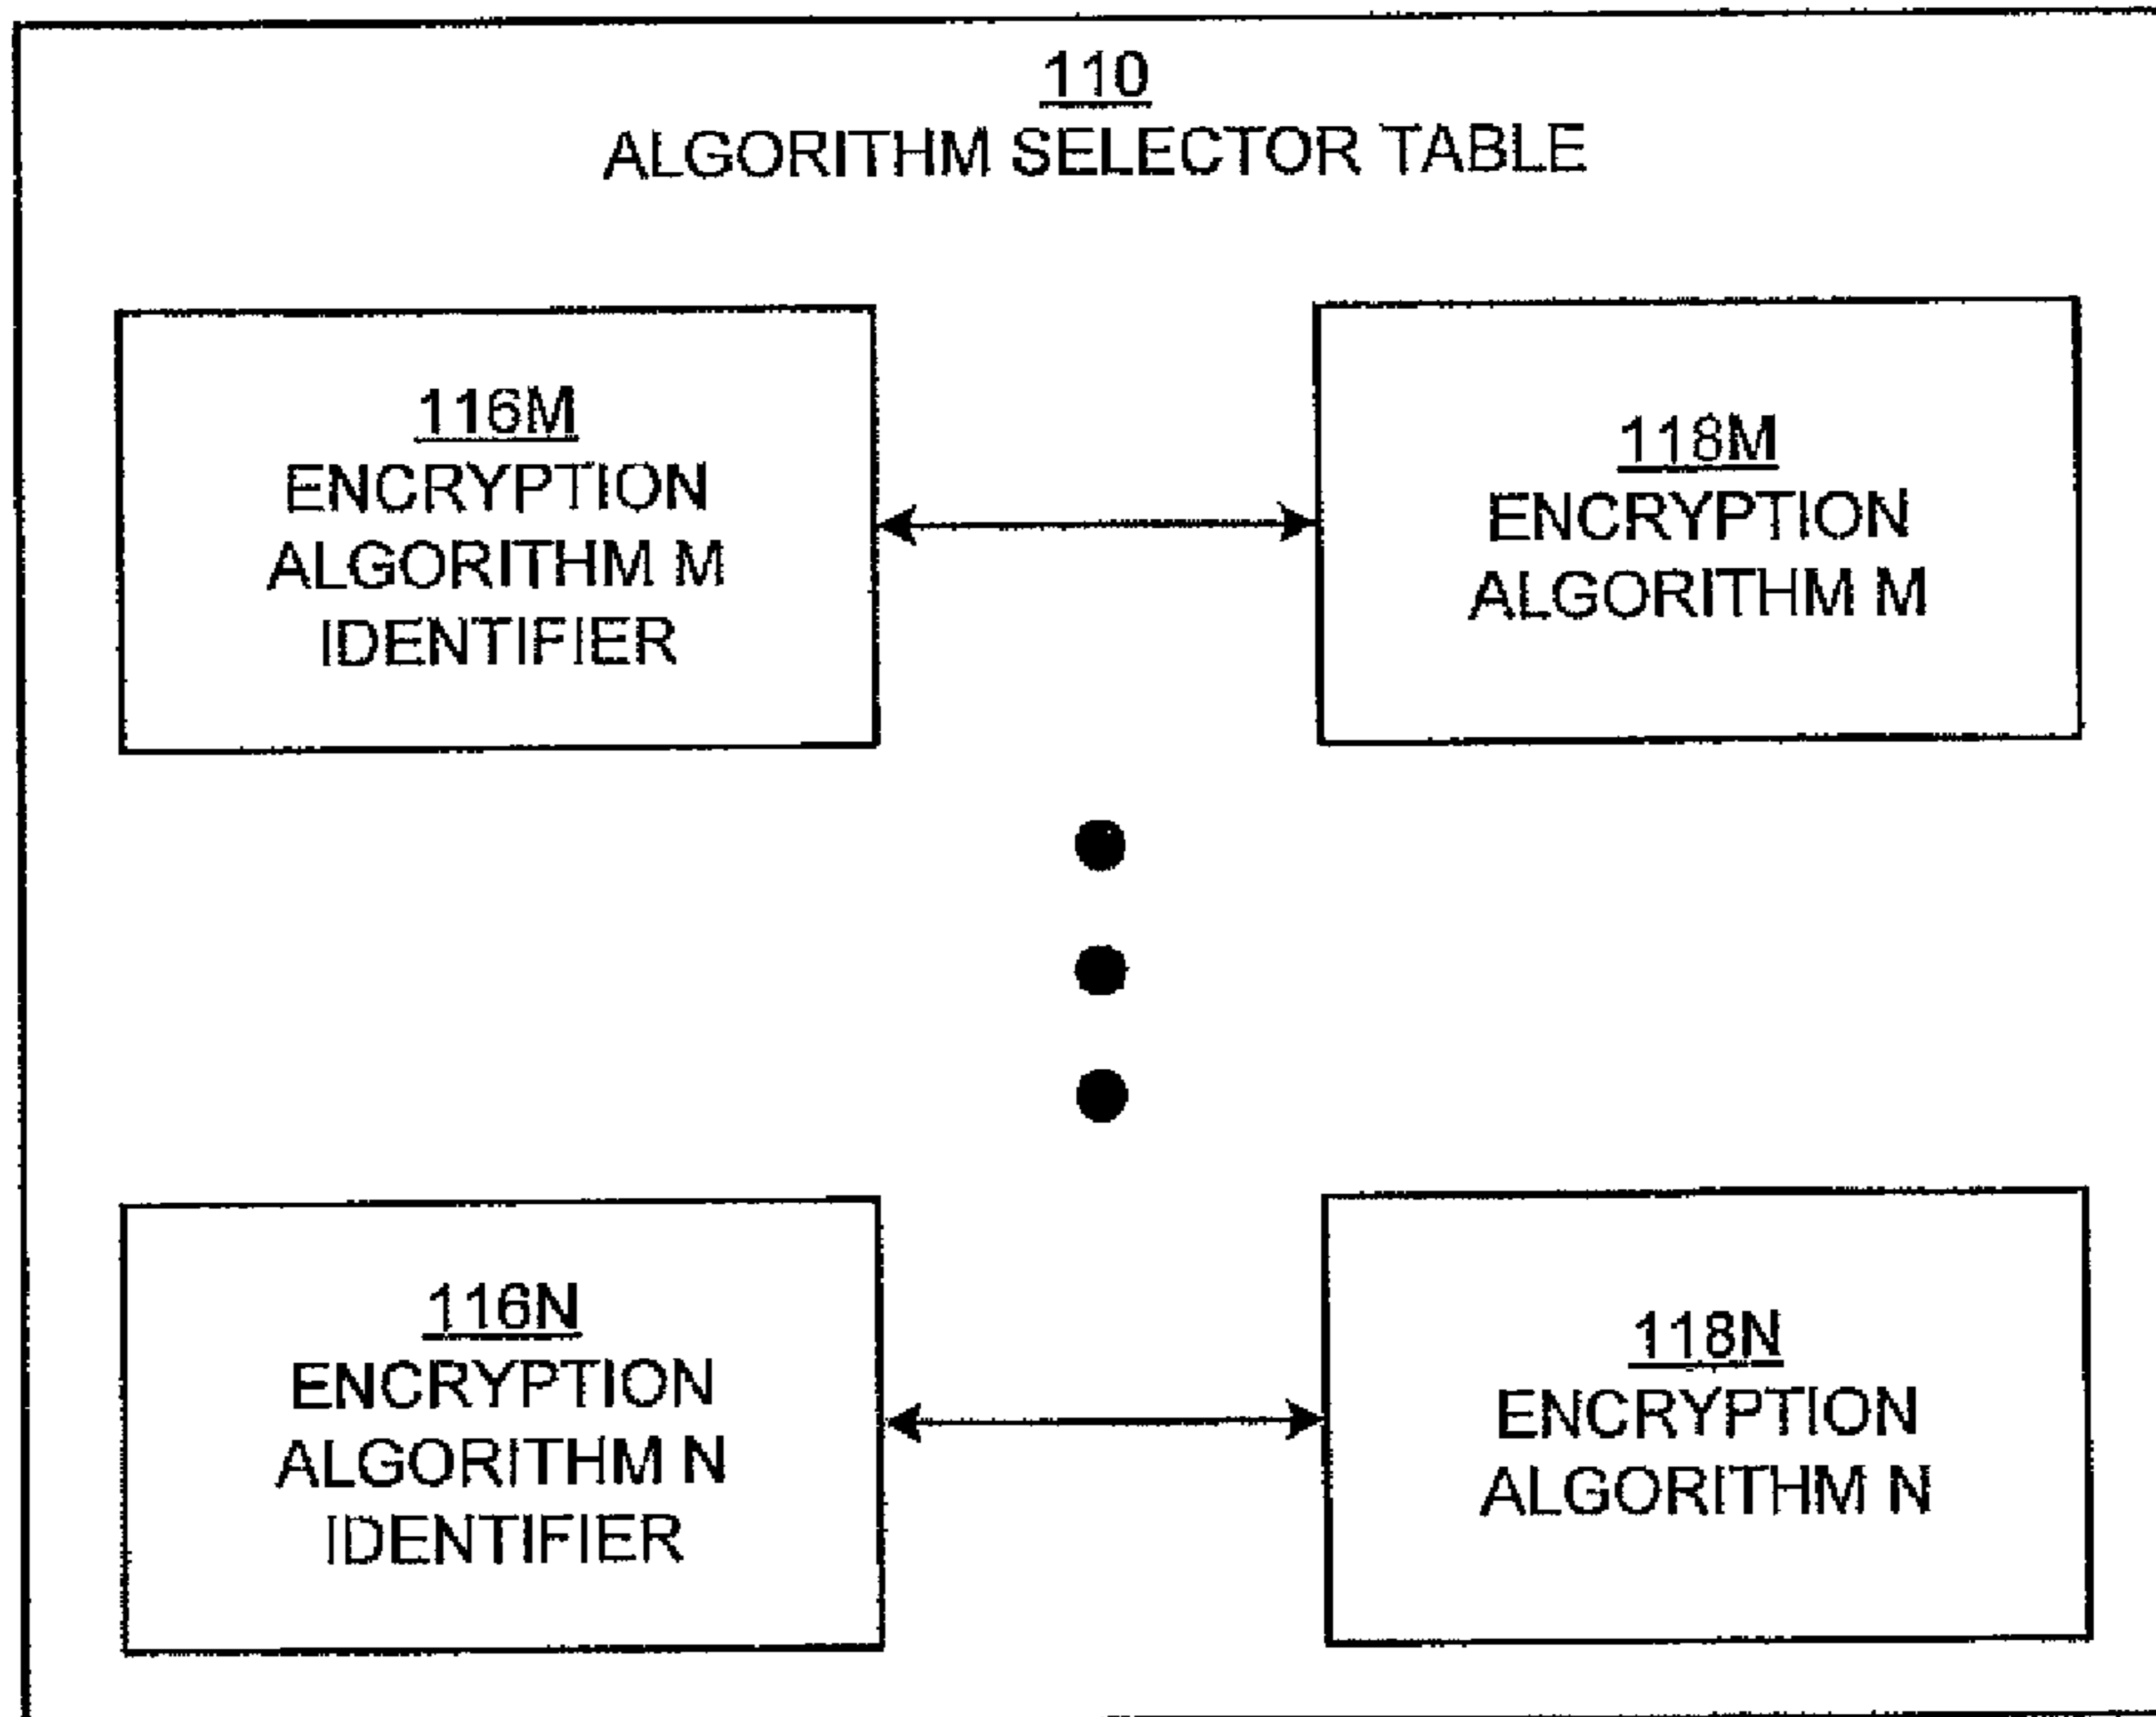 110
ALGORITHM SELECTOR TABLE
116M
ENCRYPTION
ALGORITHM M
IDENTIFIER
118M
ENCRYPTION
ALGORITHM M
116N
ENCRYPTION
ALGORITHM N
IDENTIFIER
118N
ENCRYPTION
ALGORITHM N